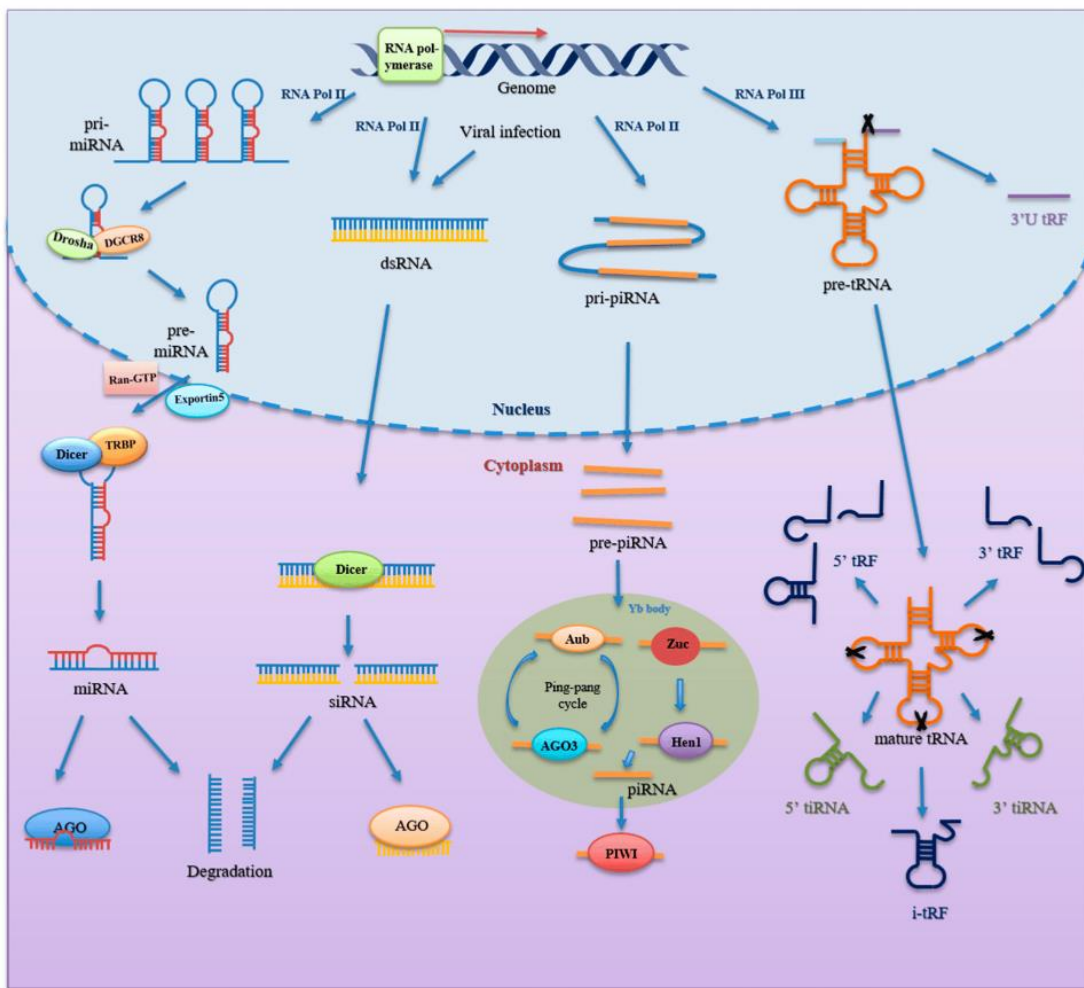 RNA pol-
ymerase
Genome
RNA Pol II
RNA Pol II
Viral infection
RNA Pol II
RNA Pol III
pri-
miRNA
Drosha
DGCR8
dsRNA
pri-piRNA
pre-tRNA
3'U tRF
pre-
miRNA
Ran-GTP
Exportin5
Nucleus
Cytoplasm
Dicer
TRBP
pre-piRNA
5' tRF
3' tRF
Dicer
Yb body
Aub
Zuc
Ping-pang
cycle
AGO3
Hen1
piRNA
miRNA
siRNA
mature tRNA
5' tiRNA
3' tiRNA
AGO
AGO
Degradation
PIWI
i-tRF